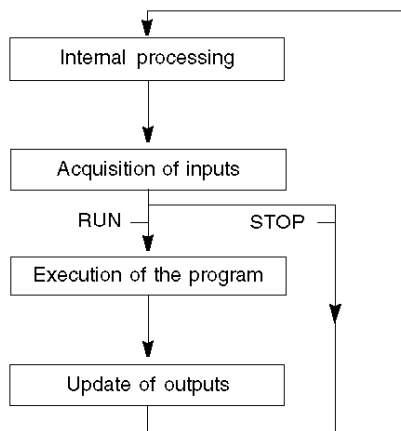 Internal processing
Acquisition of inputs
RUN STOP
Execution of the program
Update of outputs